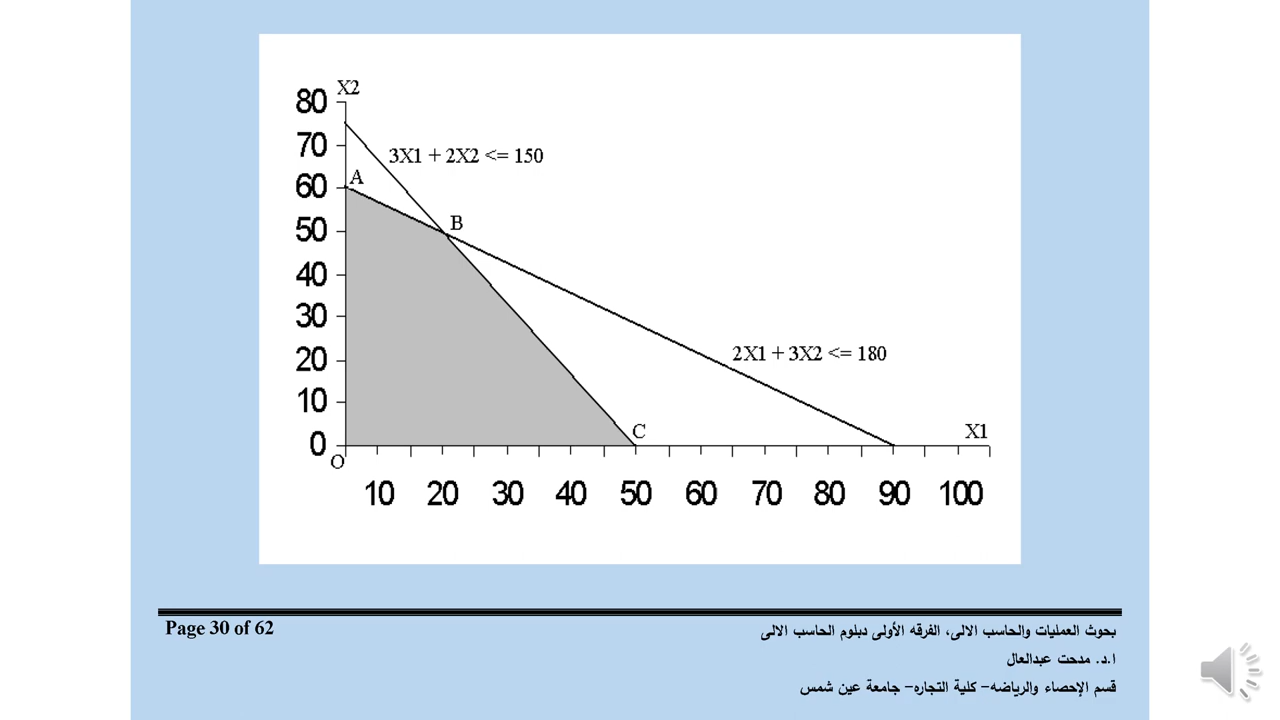 X2
80
70
60
50
40
30
20
10
0
3X1 + 2X2 <= 150
A
B
2X1 + 3X2 <= 180
C
X1
O
10 20 30 40 50 60 70 80 90 100
Page 30 of 62
بحوث العمليات والحاسب الالى، الفرقه الأولى دبلوم الحاسب الالى
ا.د. مدحت عبدالعال
قسم الإحصاء والرياضه- كلية التجاره- جامعة عين شمس